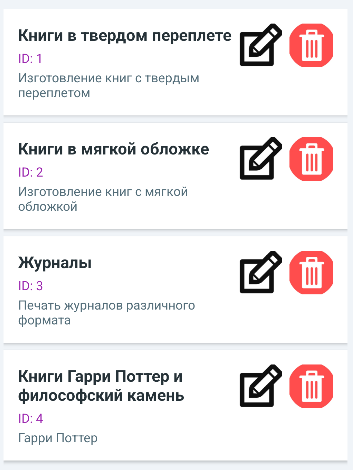 Книги в твердом переплете
ID: 1
Изготовление книг с твердым
переплетом
Книги в мягкой обложке
ID: 2
Изготовление книг с мягкой
обложкой
Журналы
ID: 3
Печать журналов различного
формата
Книги Гарри Поттер и
философский камень
ID: 4
Гарри Поттер